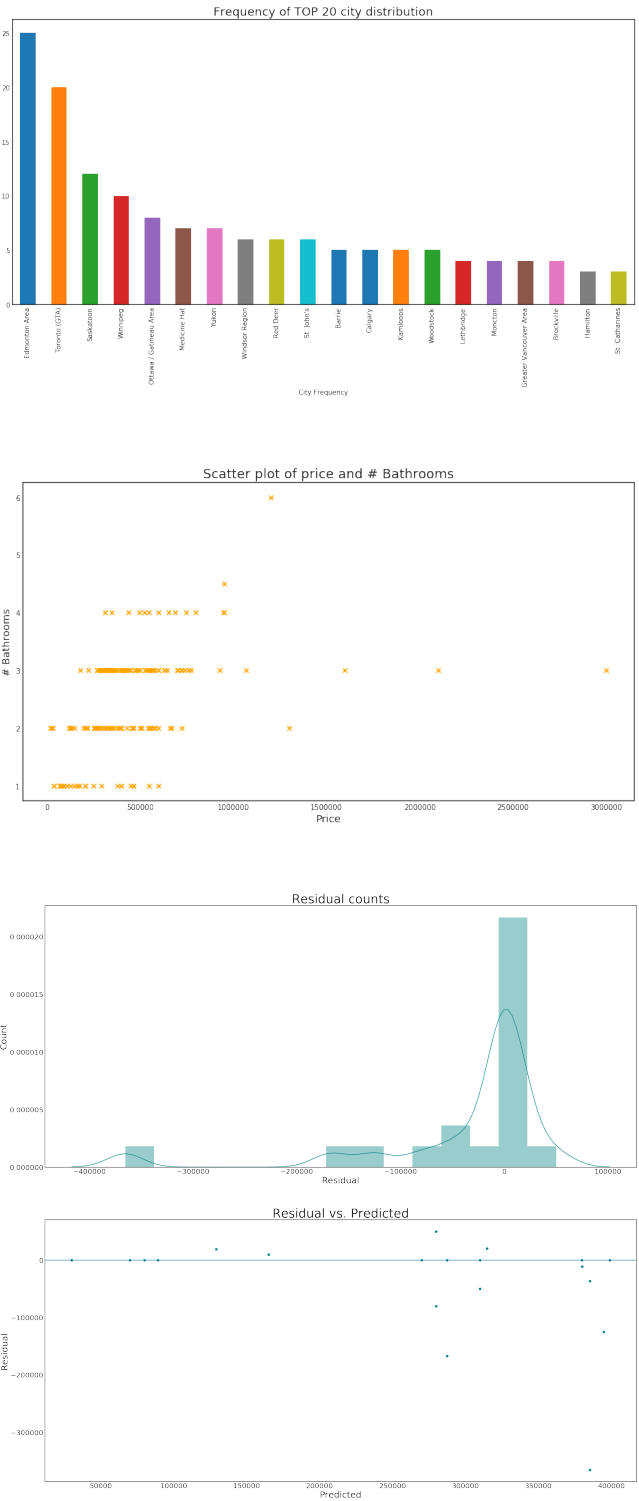 Frequency of TOP 20 city distribution
25
20
15
10
5
0
Edmonton Area
Toronto (GTA)
Saskatoon
Winnipeg
Ottawa / Gatineau Area
Medicine Hat
Yukon
Windsor Region
Red Deer
St. John's
Barrie
Calgary
Kamloops
Woodstock
Lethbridge
Moncton
Greater Vancouver Area
Brockville
Hamilton
St. Catharines
City Frequency
Scatter plot of price and # Bathrooms
# Bathrooms
6
5
4
3
2
1
0
500000
1000000
1500000
2000000
2500000
3000000
Price
Residual counts
Count
0.000020
0.000015
0.000010
0.000005
0.000000
−400000
−300000
−200000
−100000
0
100000
Residual
Residual vs. Predicted
Residual
0
−100000
−200000
−300000
50000
100000
150000
200000
250000
300000
350000
400000
Predicted